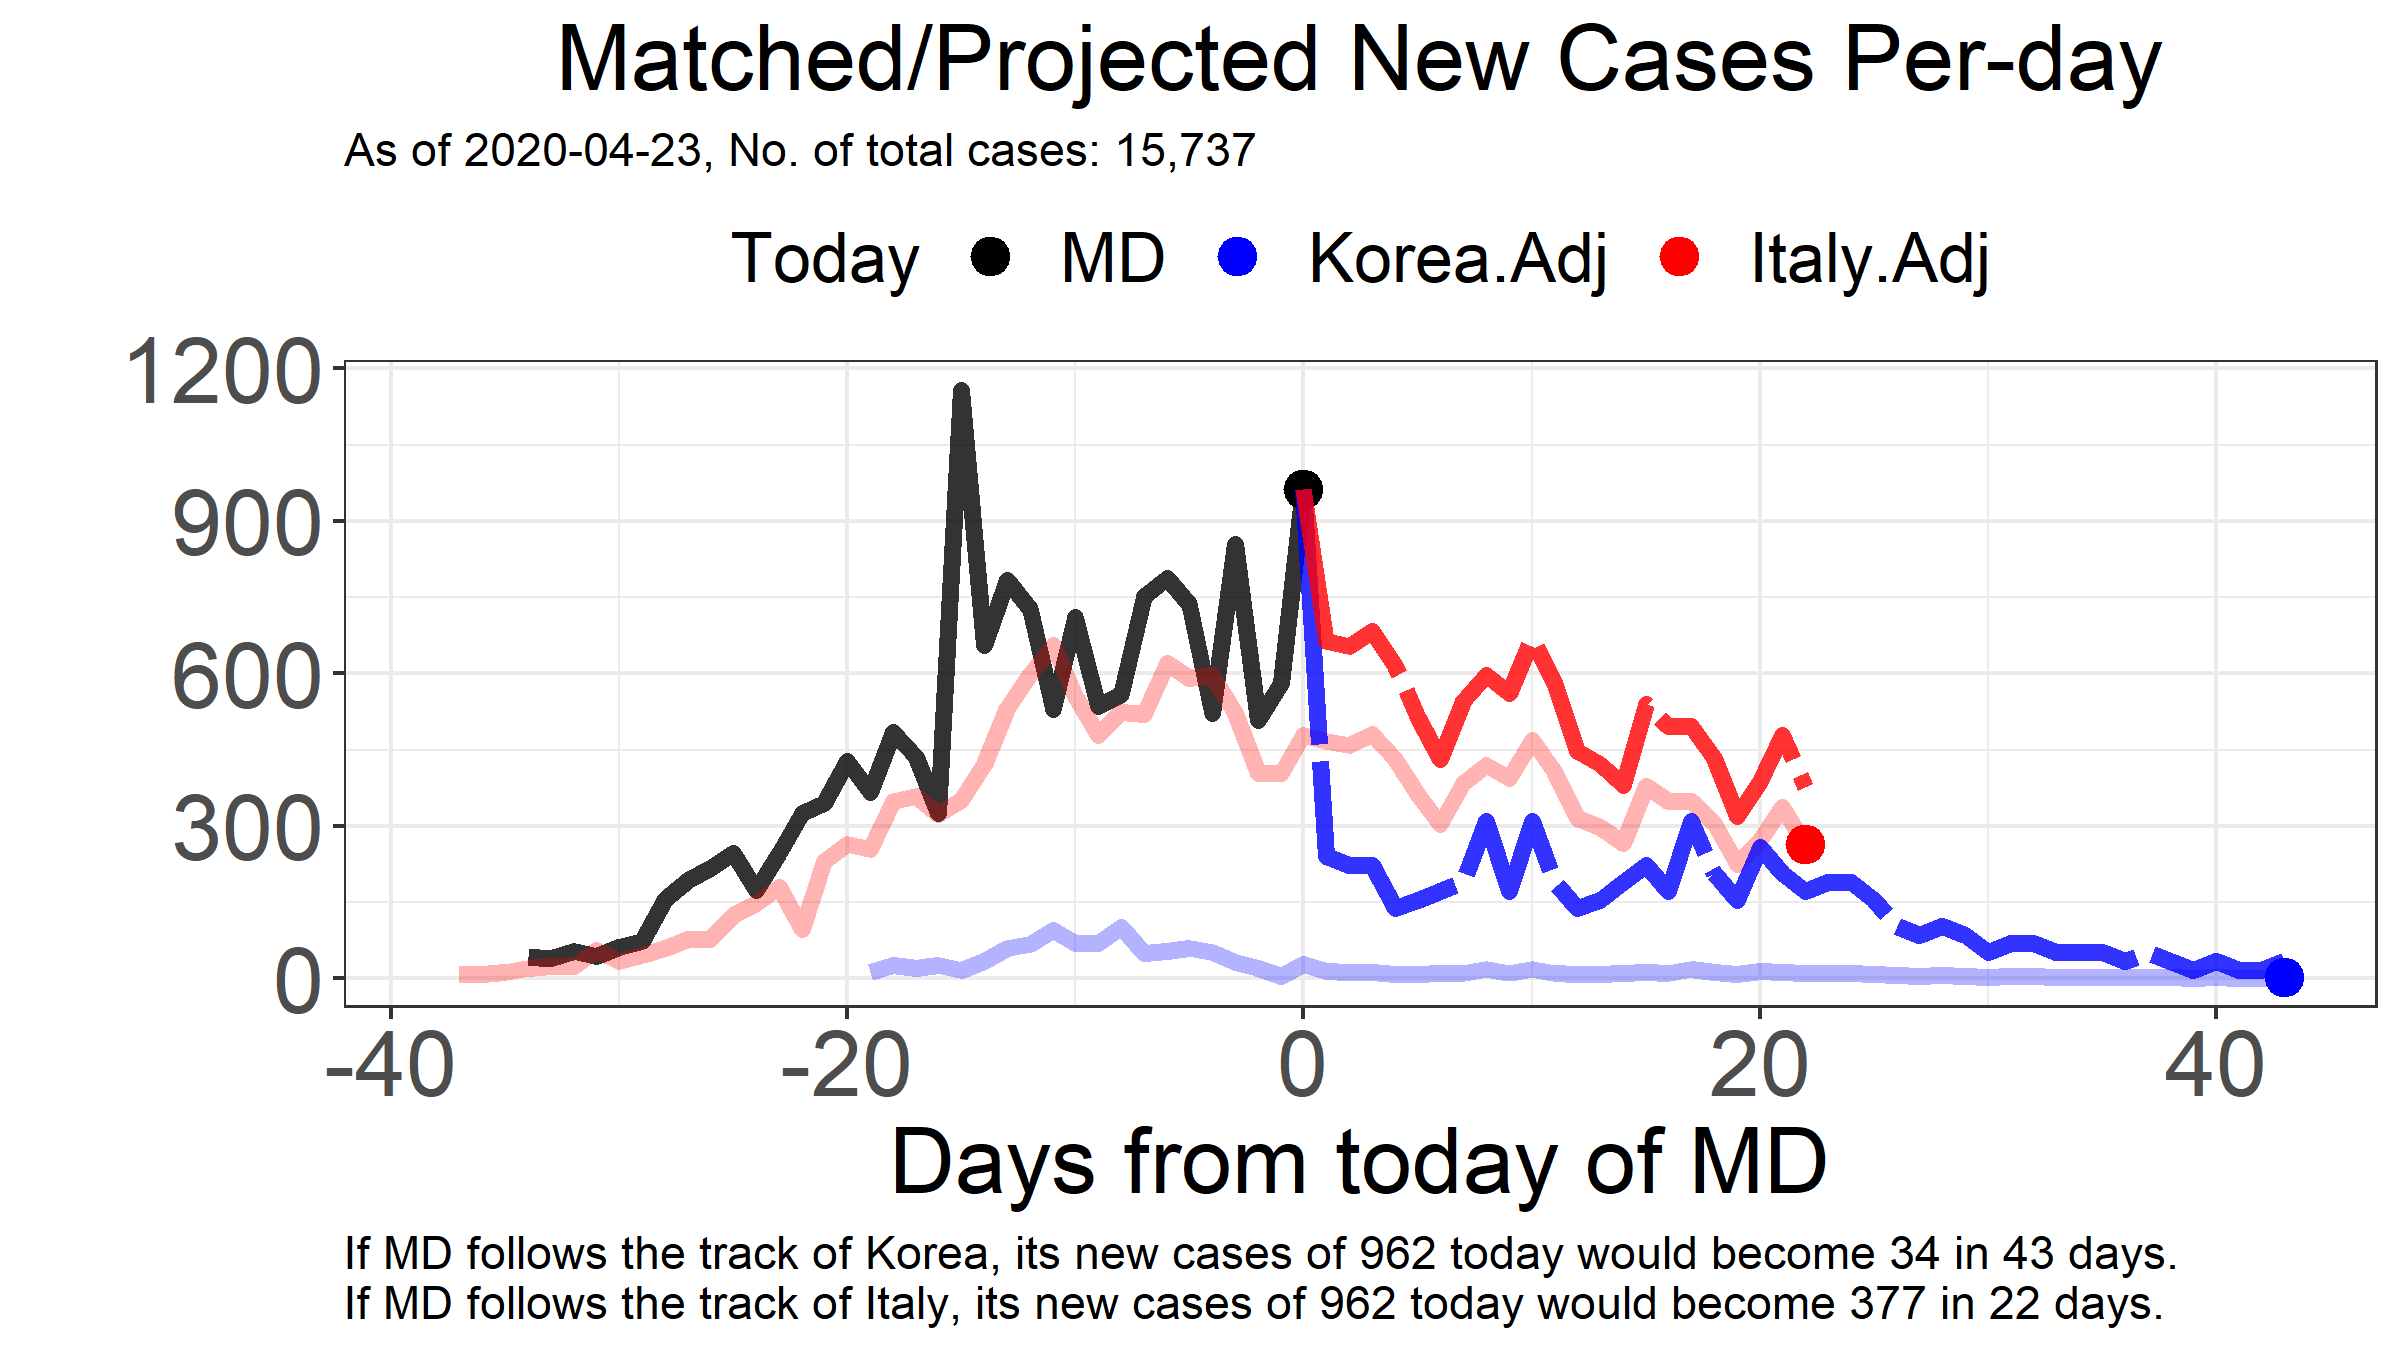 Matched/Projected New Cases Per-day
As of 2020-04-23, No. of total cases: 15,737
Today MD Korea.Adj Italy.Adj
1200
900
600
300
0
-40 -20 0 20 40
Days from today of MD
If MD follows the track of Korea, its new cases of 962 today would become 34 in 43 days.
If MD follows the track of Italy, its new cases of 962 today would become 377 in 22 days.